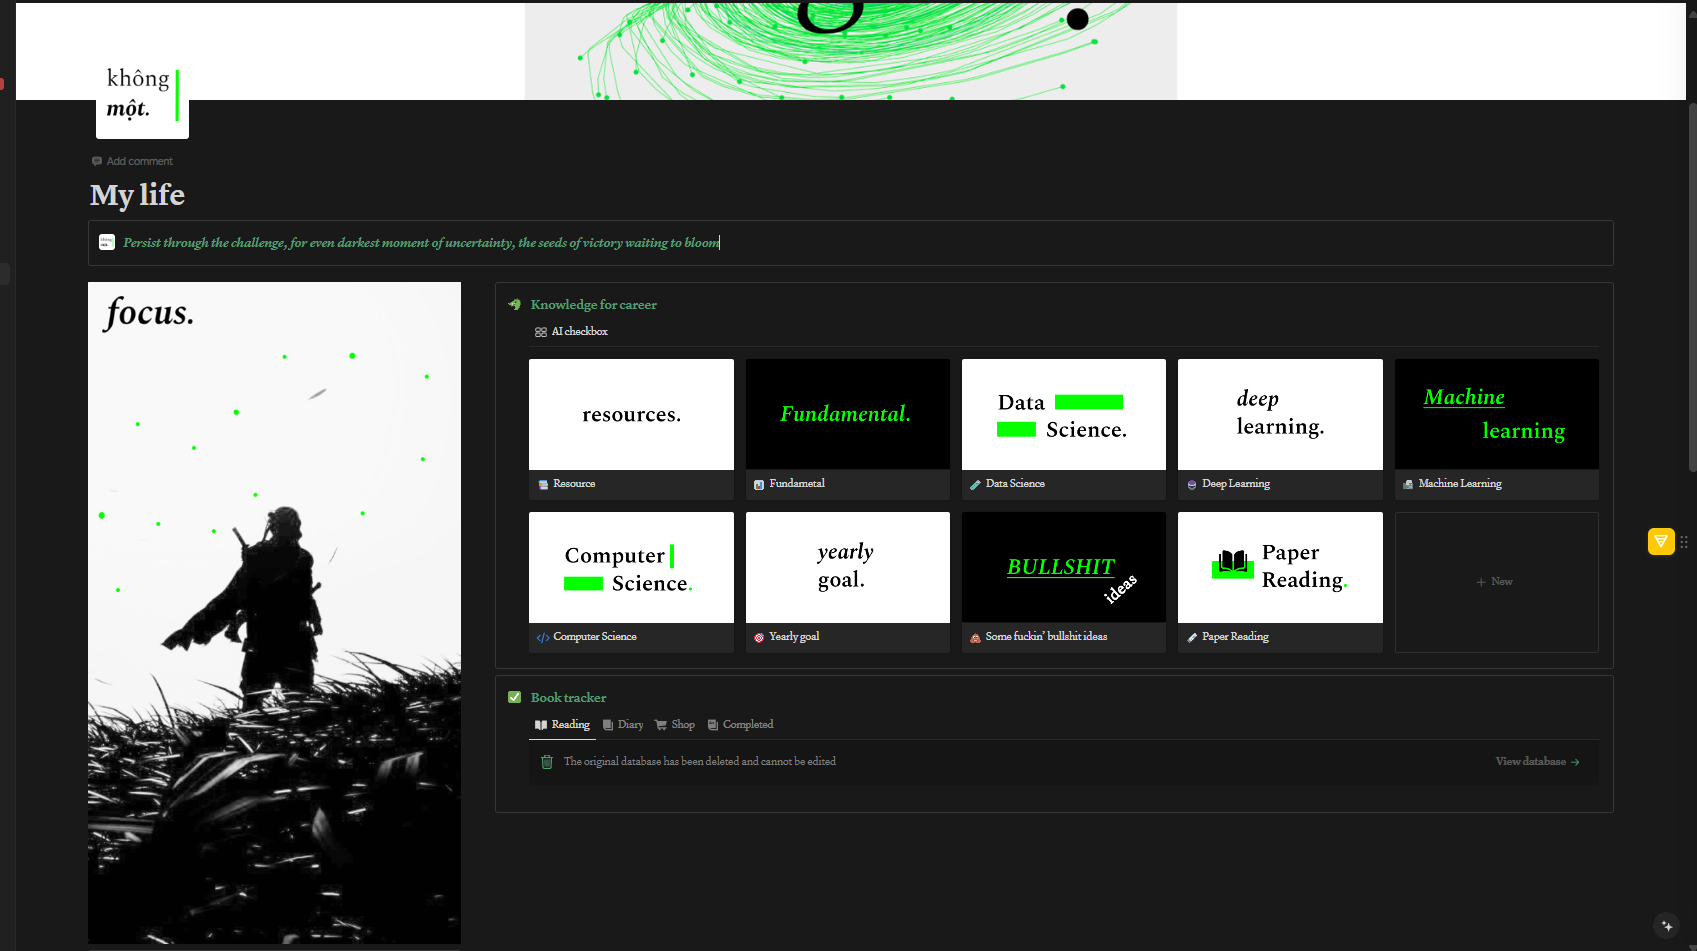 không
một.
Add comment
My life
Persist through the challenge, for even darkest moment of uncertainty, the seeds of victory waiting to bloom
focus.
Knowledge for career
AI checkbox
resources.
Resource
Fundamental.
Fundametal
Data
Science.
Data Science
deep
learning.
Deep Learning
Machine
learning
Machine Learning
Computer
Science.
Computer Science
yearly
goal.
Yearly goal
BULLSHIT
ideas
Some fuckin' bullshit ideas
Paper
Reading.
Paper Reading
New
Book tracker
Reading Diary Shop Completed
The original database has been deleted and cannot be edited View database